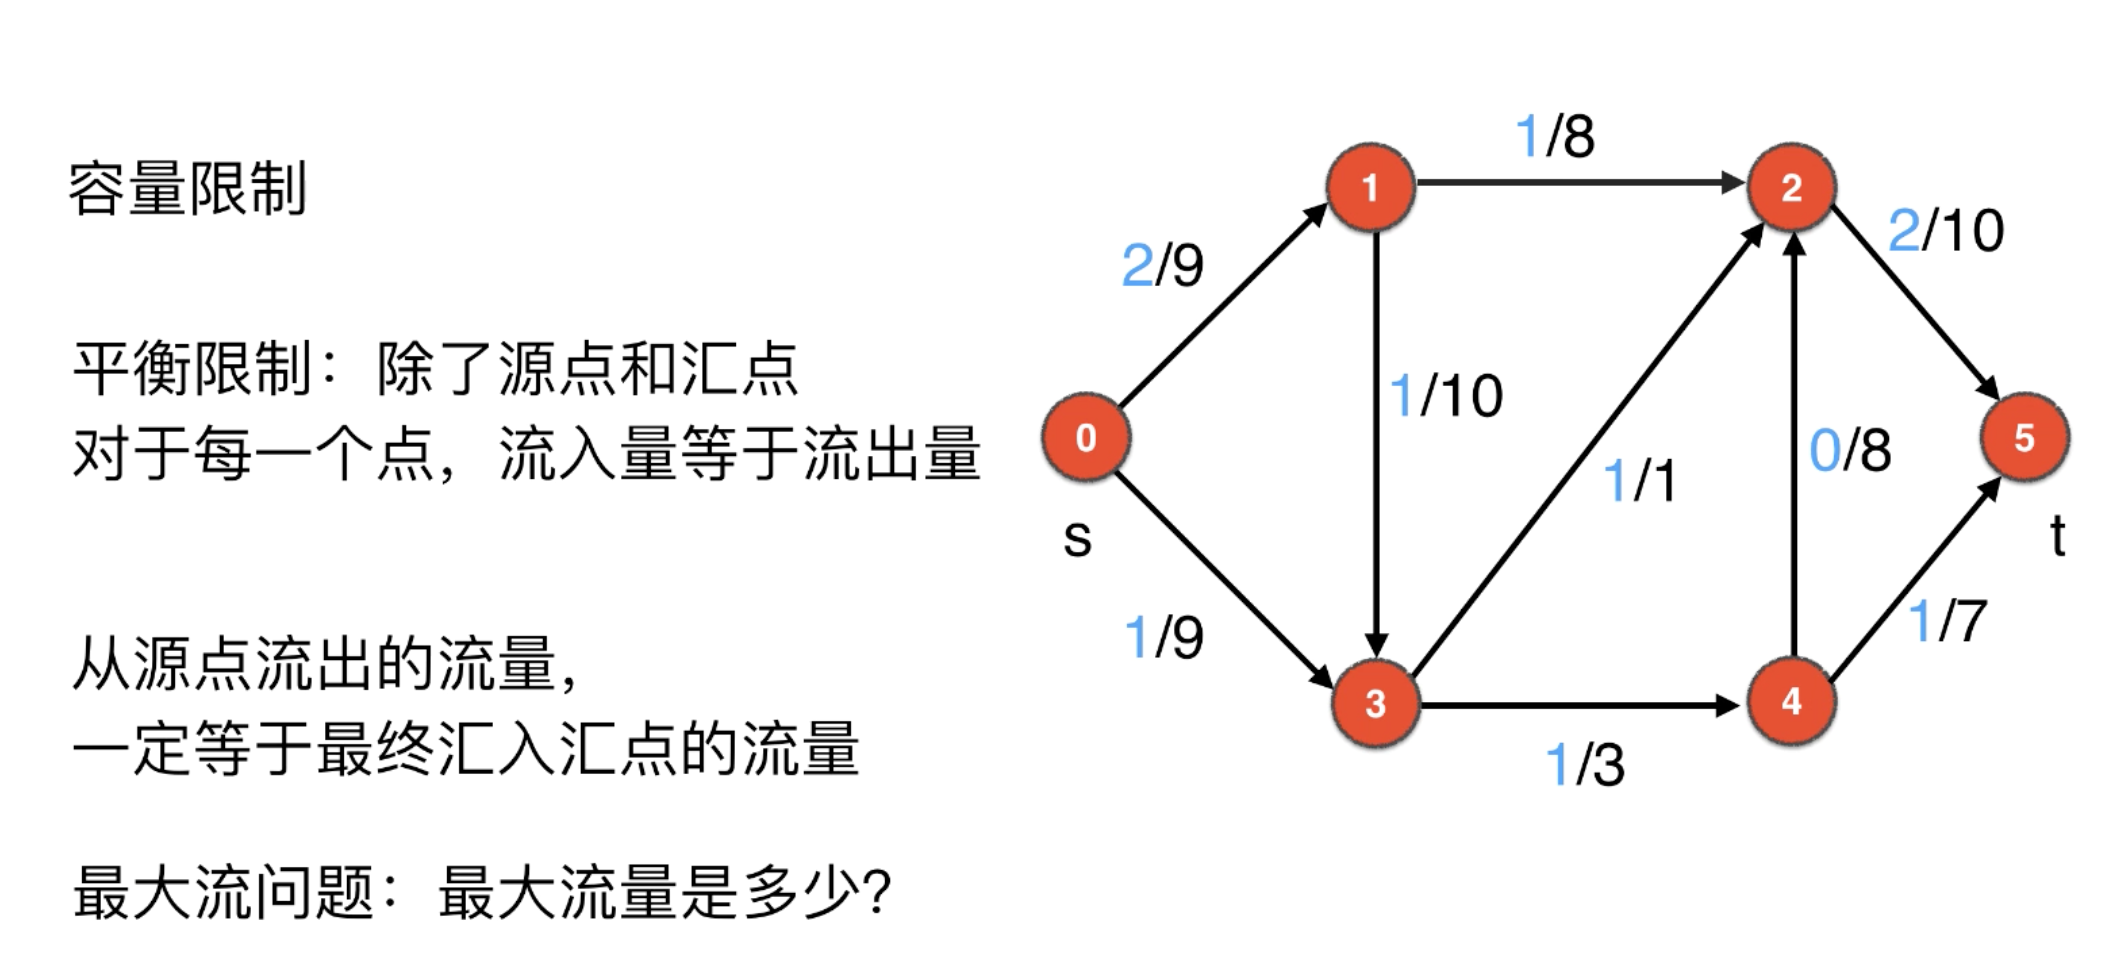 容量限制
平衡限制：除了源点和汇点
对于每一个点，流入量等于流出量
从源点流出的流量，
一定等于最终汇入汇点的流量
最大流问题：最大流量是多少？
1/8
1
2
2/9
2/10
1/10
0
1/1
0/8
5
s
t
1/9
1/7
3
4
1/3